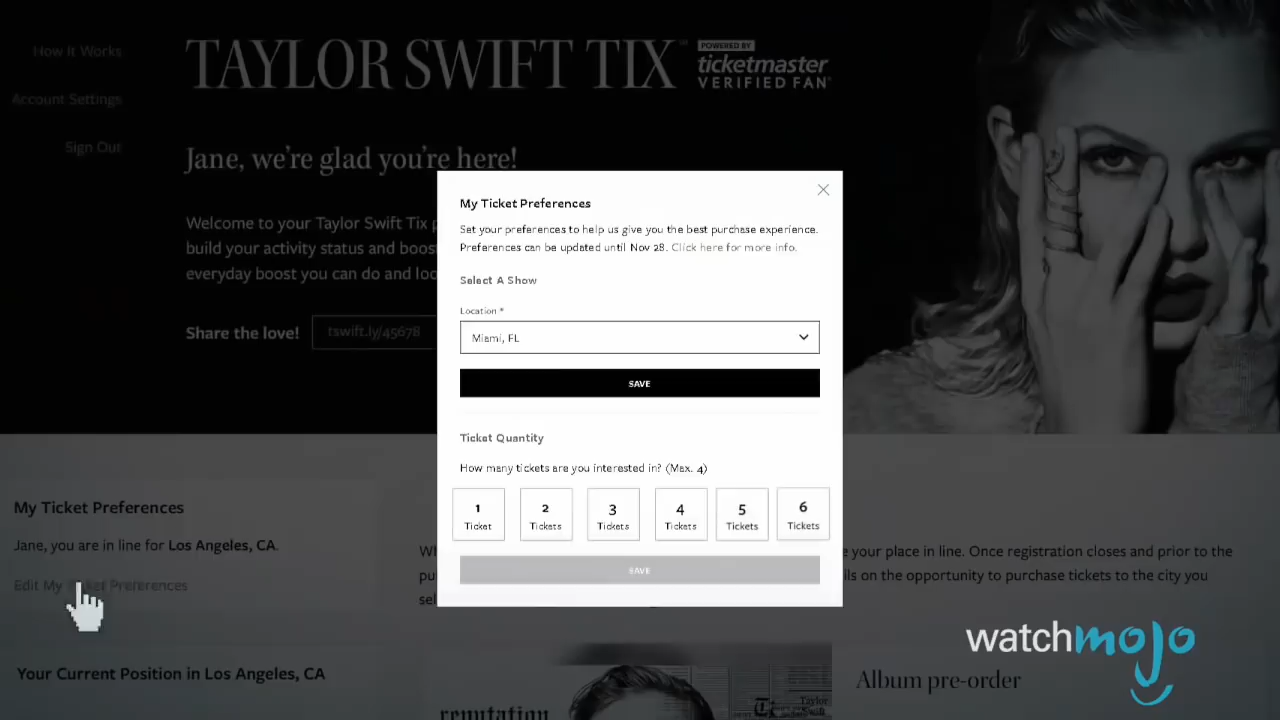 How It Works
Account Settings
Sign Out
TAYLOR SWIFT TIX™
POWERED BY
ticketmaster
VERIFIED FAN®
Jane, we're glad you're here!
Welcome to your Taylor Swift Tix
build your activity status and boos
everyday boost you can do and
Share the love!
tswift.ly/45678
My Ticket Preferences
Set your preferences to help us give you the best purchase experience.
Preferences can be updated until Nov 28. Click here for more info.
Select A Show
Location *
Miami, FL
SAVE
Ticket Quantity
How many tickets are you interested in? (Max. 4)
1 2 3 4 5 6
Ticket Tickets Tickets Tickets Tickets Tickets
SAVE
My Ticket Preferences
Jane, you are in line for Los Angeles, CA.
Edit My Preferences
e your place in line. Once registration closes and prior to the
ls on the opportunity to purchase tickets to the city you
Your Current Position in Los Angeles, CA
reputation
Taylor
Swift
Album pre-order
watchmojo